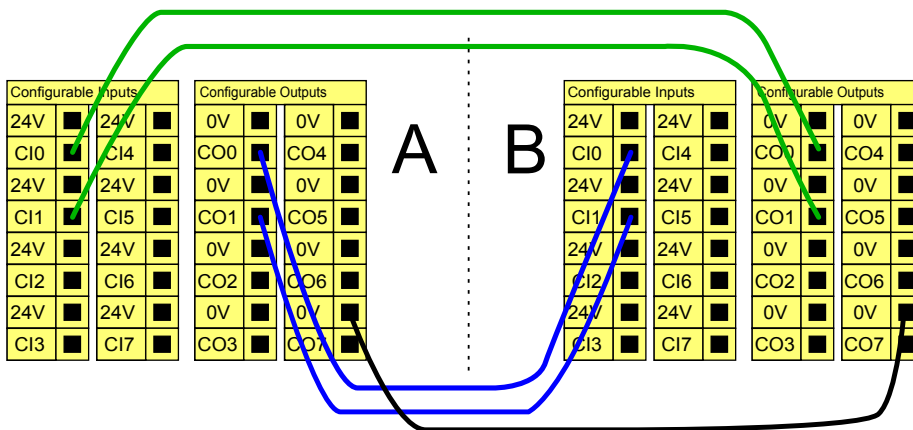 Configurable Inputs
24V 24V
CI0 CI4
24V 24V
CI1 CI5
24V 24V
CI2 CI6
24V 24V
CI3 CI7
Configurable Outputs
0V 0V
CO0 CO4
0V 0V
CO1 CO5
0V 0V
CO2 CO6
0V 0V
CO3 CO7
A
B
Configurable Inputs
24V 24V
CI0 CI4
24V 24V
CI1 CI5
24V 24V
CI2 CI6
24V 24V
CI3 CI7
Configurable Outputs
0V 0V
CO0 CO4
0V 0V
CO1 CO5
0V 0V
CO2 CO6
0V 0V
CO3 CO7